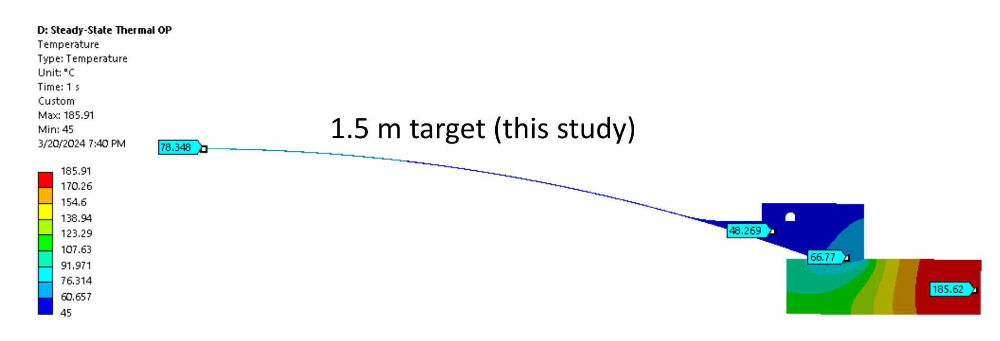 D: Steady-State Thermal OP
Temperature
Type: Temperature
Unit: °C
Time: 1 s
Custom
Max: 185.91
Min: 45
3/20/2024 7:40 PM
1.5 m target (this study)
78.348
185.91
170.26
154.6
138.94
123.29
107.63
91.971
76.314
60.657
45
48.269
66.77
185.62